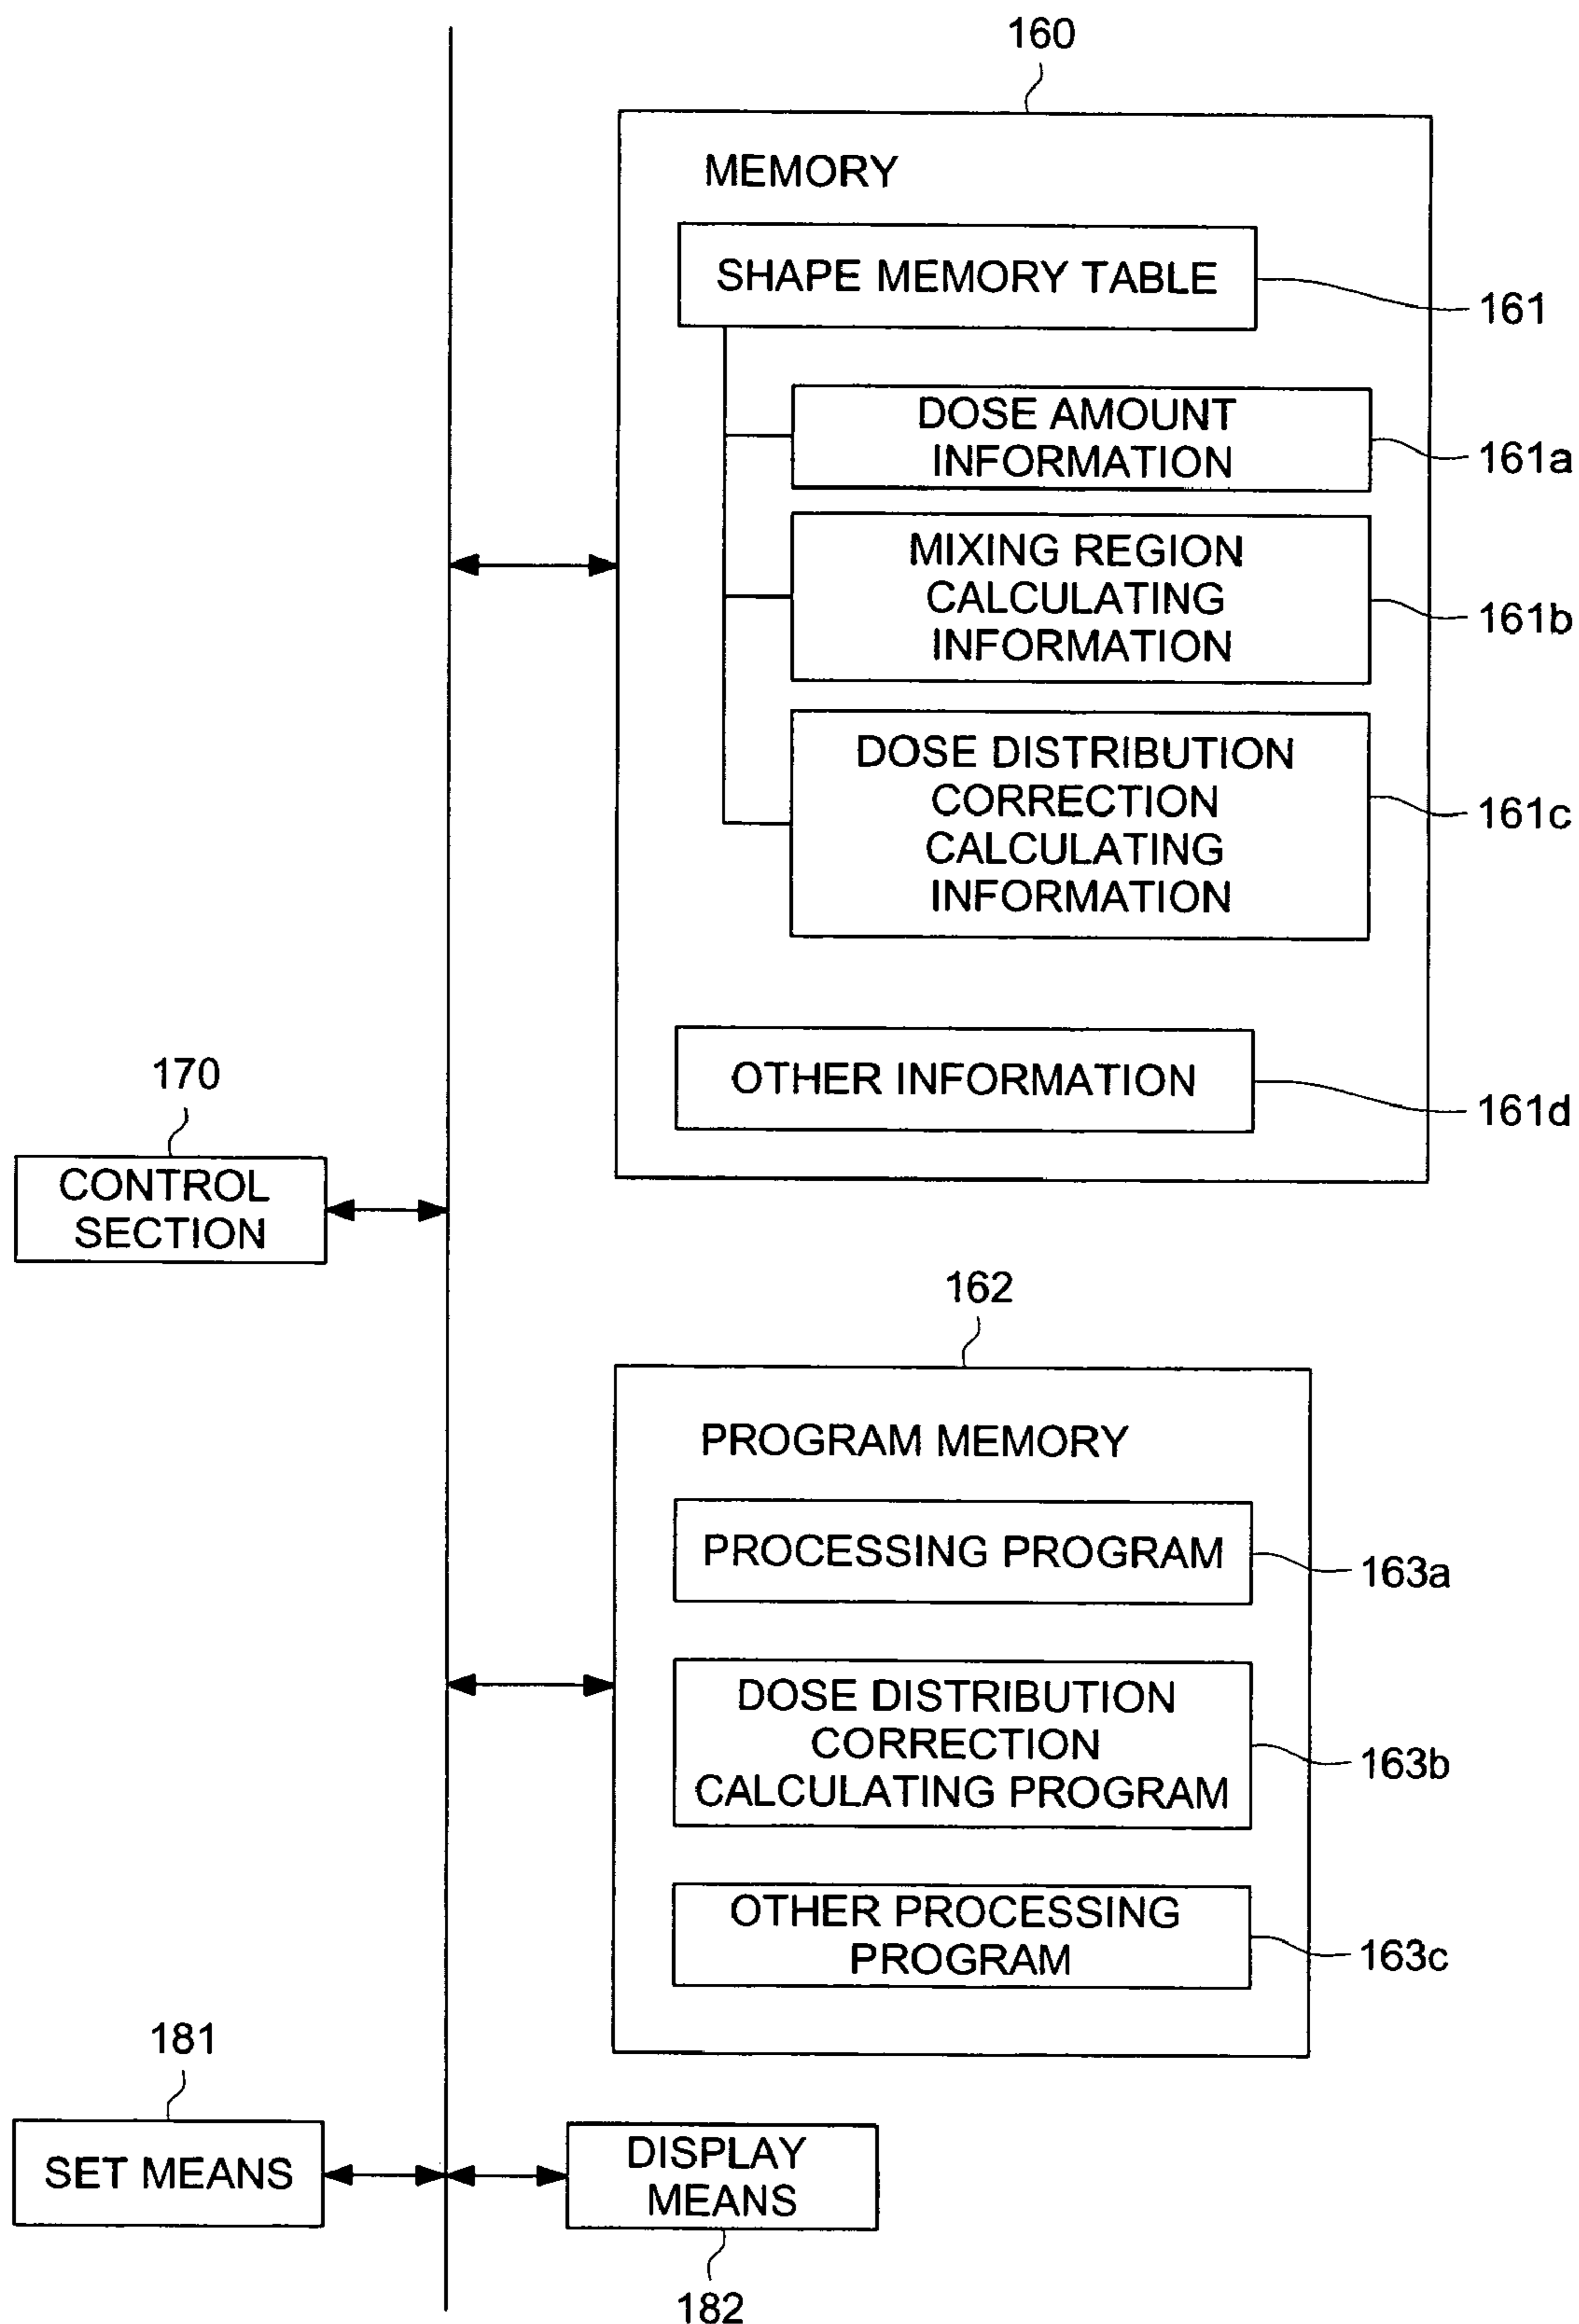 160
MEMORY
SHAPE MEMORY TABLE
161
DOSE AMOUNT
INFORMATION
161a
MIXING REGION
CALCULATING
INFORMATION
161b
DOSE DISTRIBUTION
CORRECTION
CALCULATING
INFORMATION
161c
OTHER INFORMATION
161d
170
CONTROL
SECTION
162
PROGRAM MEMORY
PROCESSING PROGRAM
163a
DOSE DISTRIBUTION
CORRECTION
CALCULATING PROGRAM
163b
OTHER PROCESSING
PROGRAM
163c
181
SET MEANS
DISPLAY
MEANS
182